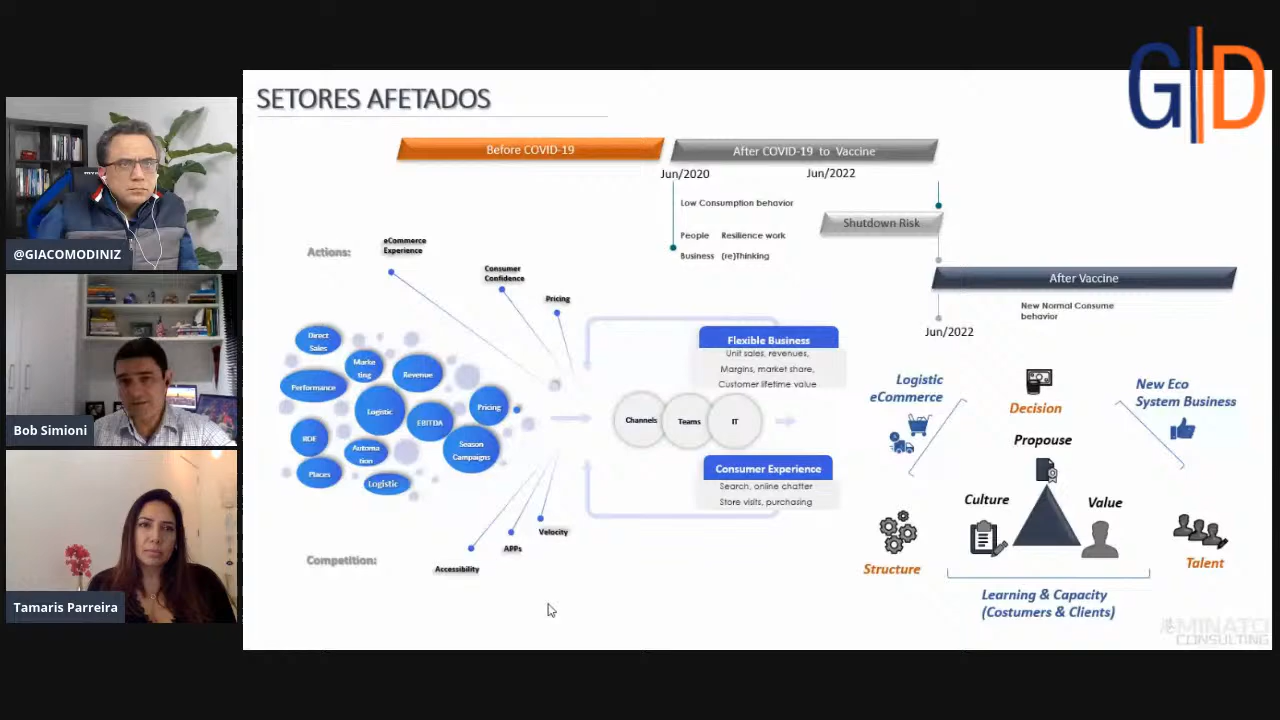 G|D
@GIACOMODINIZ
Bob Simioni
Tamaris Parreira
SETORES AFETADOS
Before COVID-19
After COVID-19 to Vaccine
Jun/2020
Jun/2022
Low Consumption behavior
People Resilience work
Business (re)Thinking
Shutdown Risk
After Vaccine
New Normal Consume
behavior
Jun/2022
Actions:
eCommerce
Experience
Consumer
Confidence
Pricing
Direct
Sales
Marke
ting
Revenue
Performance
Logistic
EBITDA
Pricing
Automa
tion
Season
Campaigns
Places
Logistic
Competition:
Accessibility
APPs
Velocity
Flexible Business
Unit sales, revenues,
Margins, market share,
Customer lifetime value
Channels
Teams
IT
Consumer Experience
Search, online chatter
Store visits, purchasing
Logistic
eCommerce
Decision
New Eco
System Business
Propouse
Culture
Value
Structure
Talent
Learning & Capacity
(Costumers & Clients)
CONSULTING